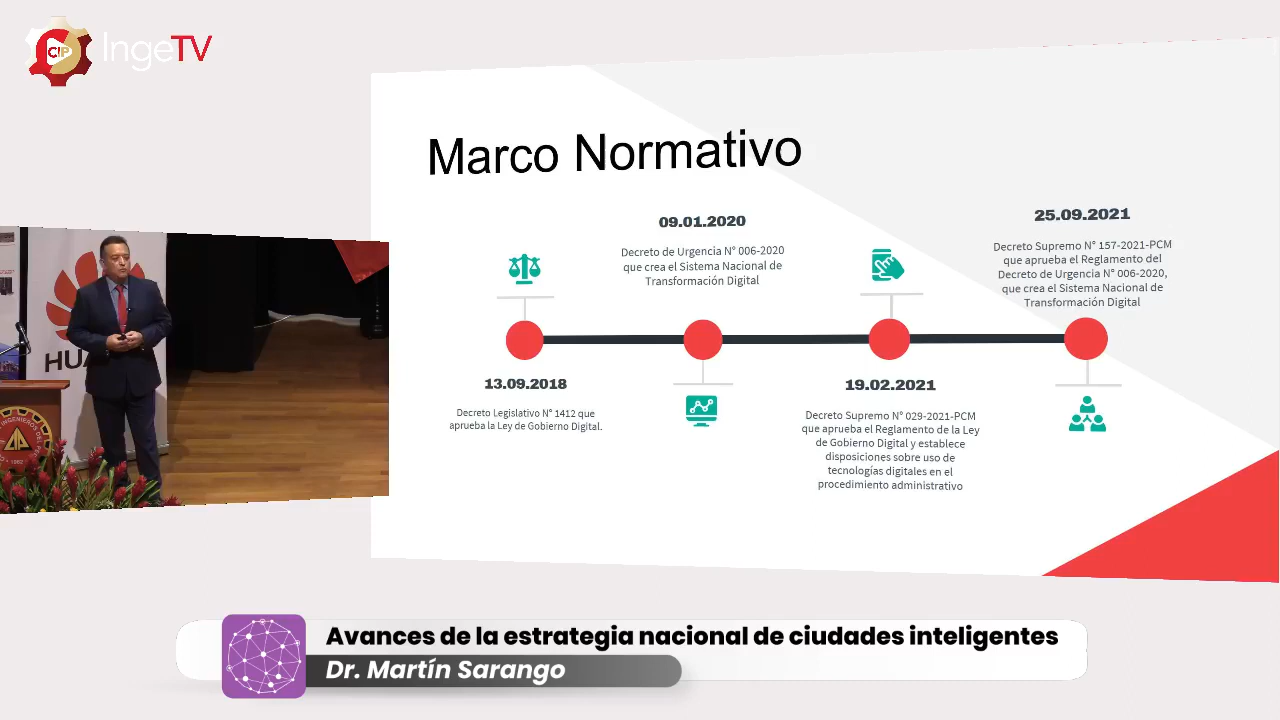 CIP IngeTV
Marco Normativo
13.09.2018
Decreto Legislativo N° 1412 que
aprueba la Ley de Gobierno Digital.
09.01.2020
Decreto de Urgencia N° 006-2020
que crea el Sistema Nacional de
Transformación Digital
19.02.2021
Decreto Supremo N° 029-2021-PCM
que aprueba el Reglamento de la Ley
de Gobierno Digital y establece
disposiciones sobre uso de
tecnologías digitales en el
procedimiento administrativo
25.09.2021
Decreto Supremo N° 157-2021-PCM
que aprueba el Reglamento del
Decreto de Urgencia N° 006-2020,
que crea el Sistema Nacional de
Transformación Digital
HUA
1962
Avances de la estrategia nacional de ciudades inteligentes
Dr. Martín Sarango